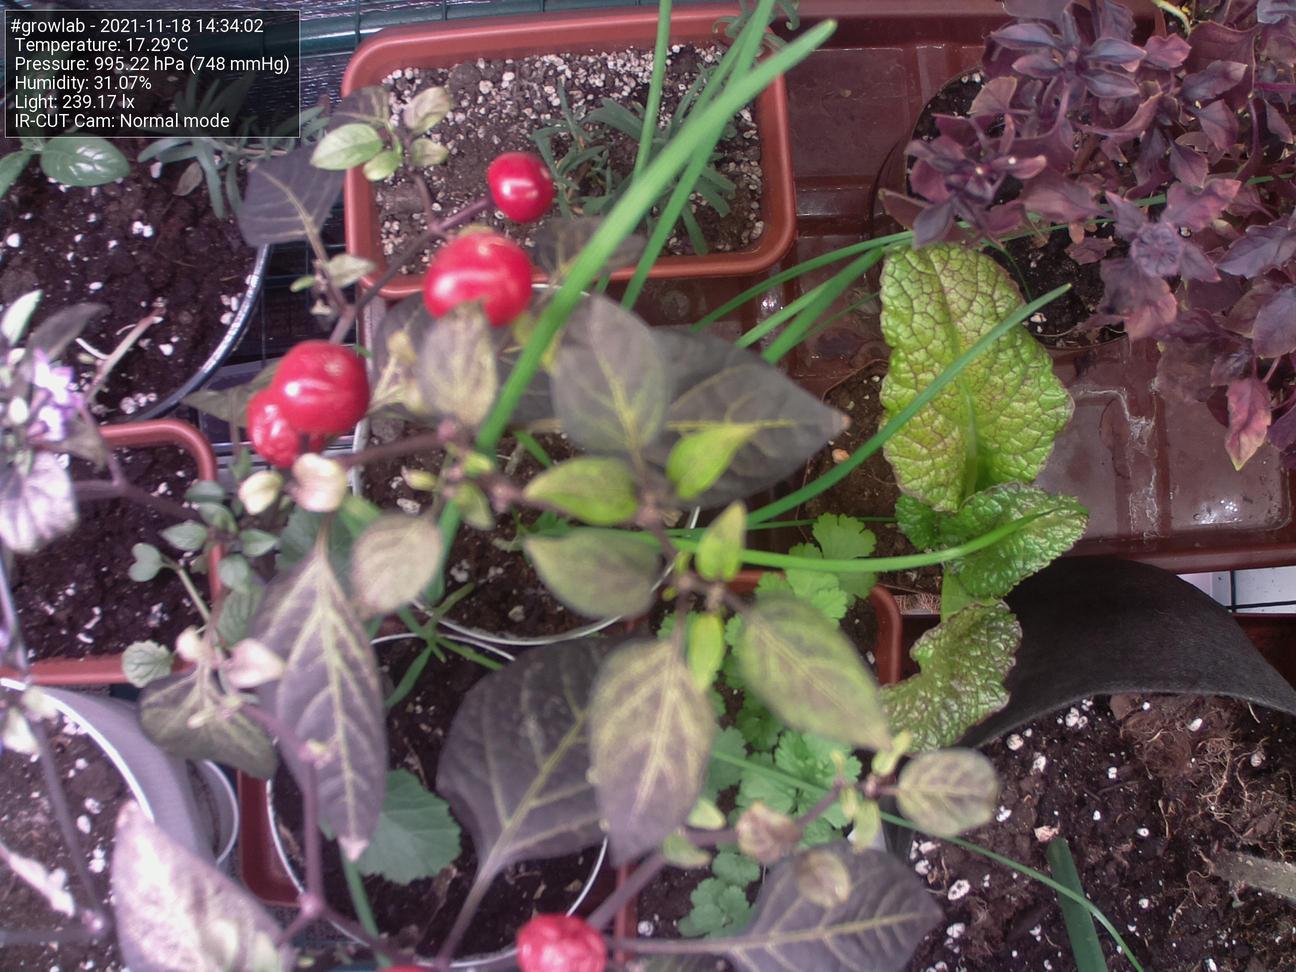 #growlab - 2021-11-18 14:34:02
Temperature: 17.29°C
Pressure: 995.22 hPa (748 mmHg)
Humidity: 31.07%
Light: 239.17 lx
IR-CUT Cam: Normal mode